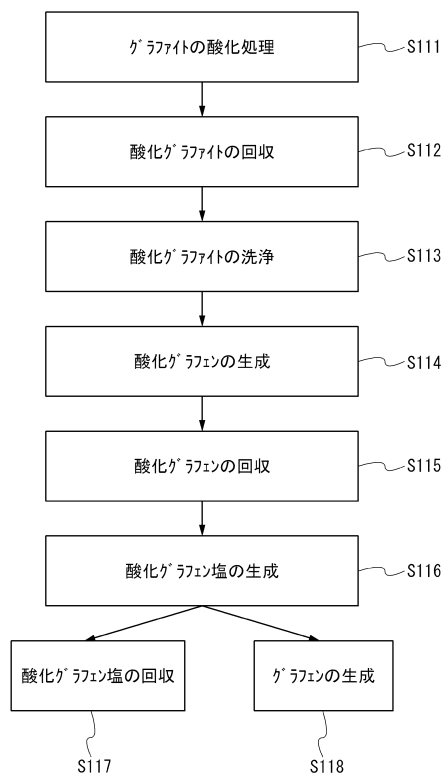 ｸﾞﾗﾌｧｲﾄの酸化処理
S111
酸化ｸﾞﾗﾌｧｲﾄの回収
S112
酸化ｸﾞﾗﾌｧｲﾄの洗浄
S113
酸化ｸﾞﾗﾌｪﾝの生成
S114
酸化ｸﾞﾗﾌｪﾝの回収
S115
酸化ｸﾞﾗﾌｪﾝ塩の生成
S116
酸化ｸﾞﾗﾌｪﾝ塩の回収
ｸﾞﾗﾌｪﾝの生成
S117
S118